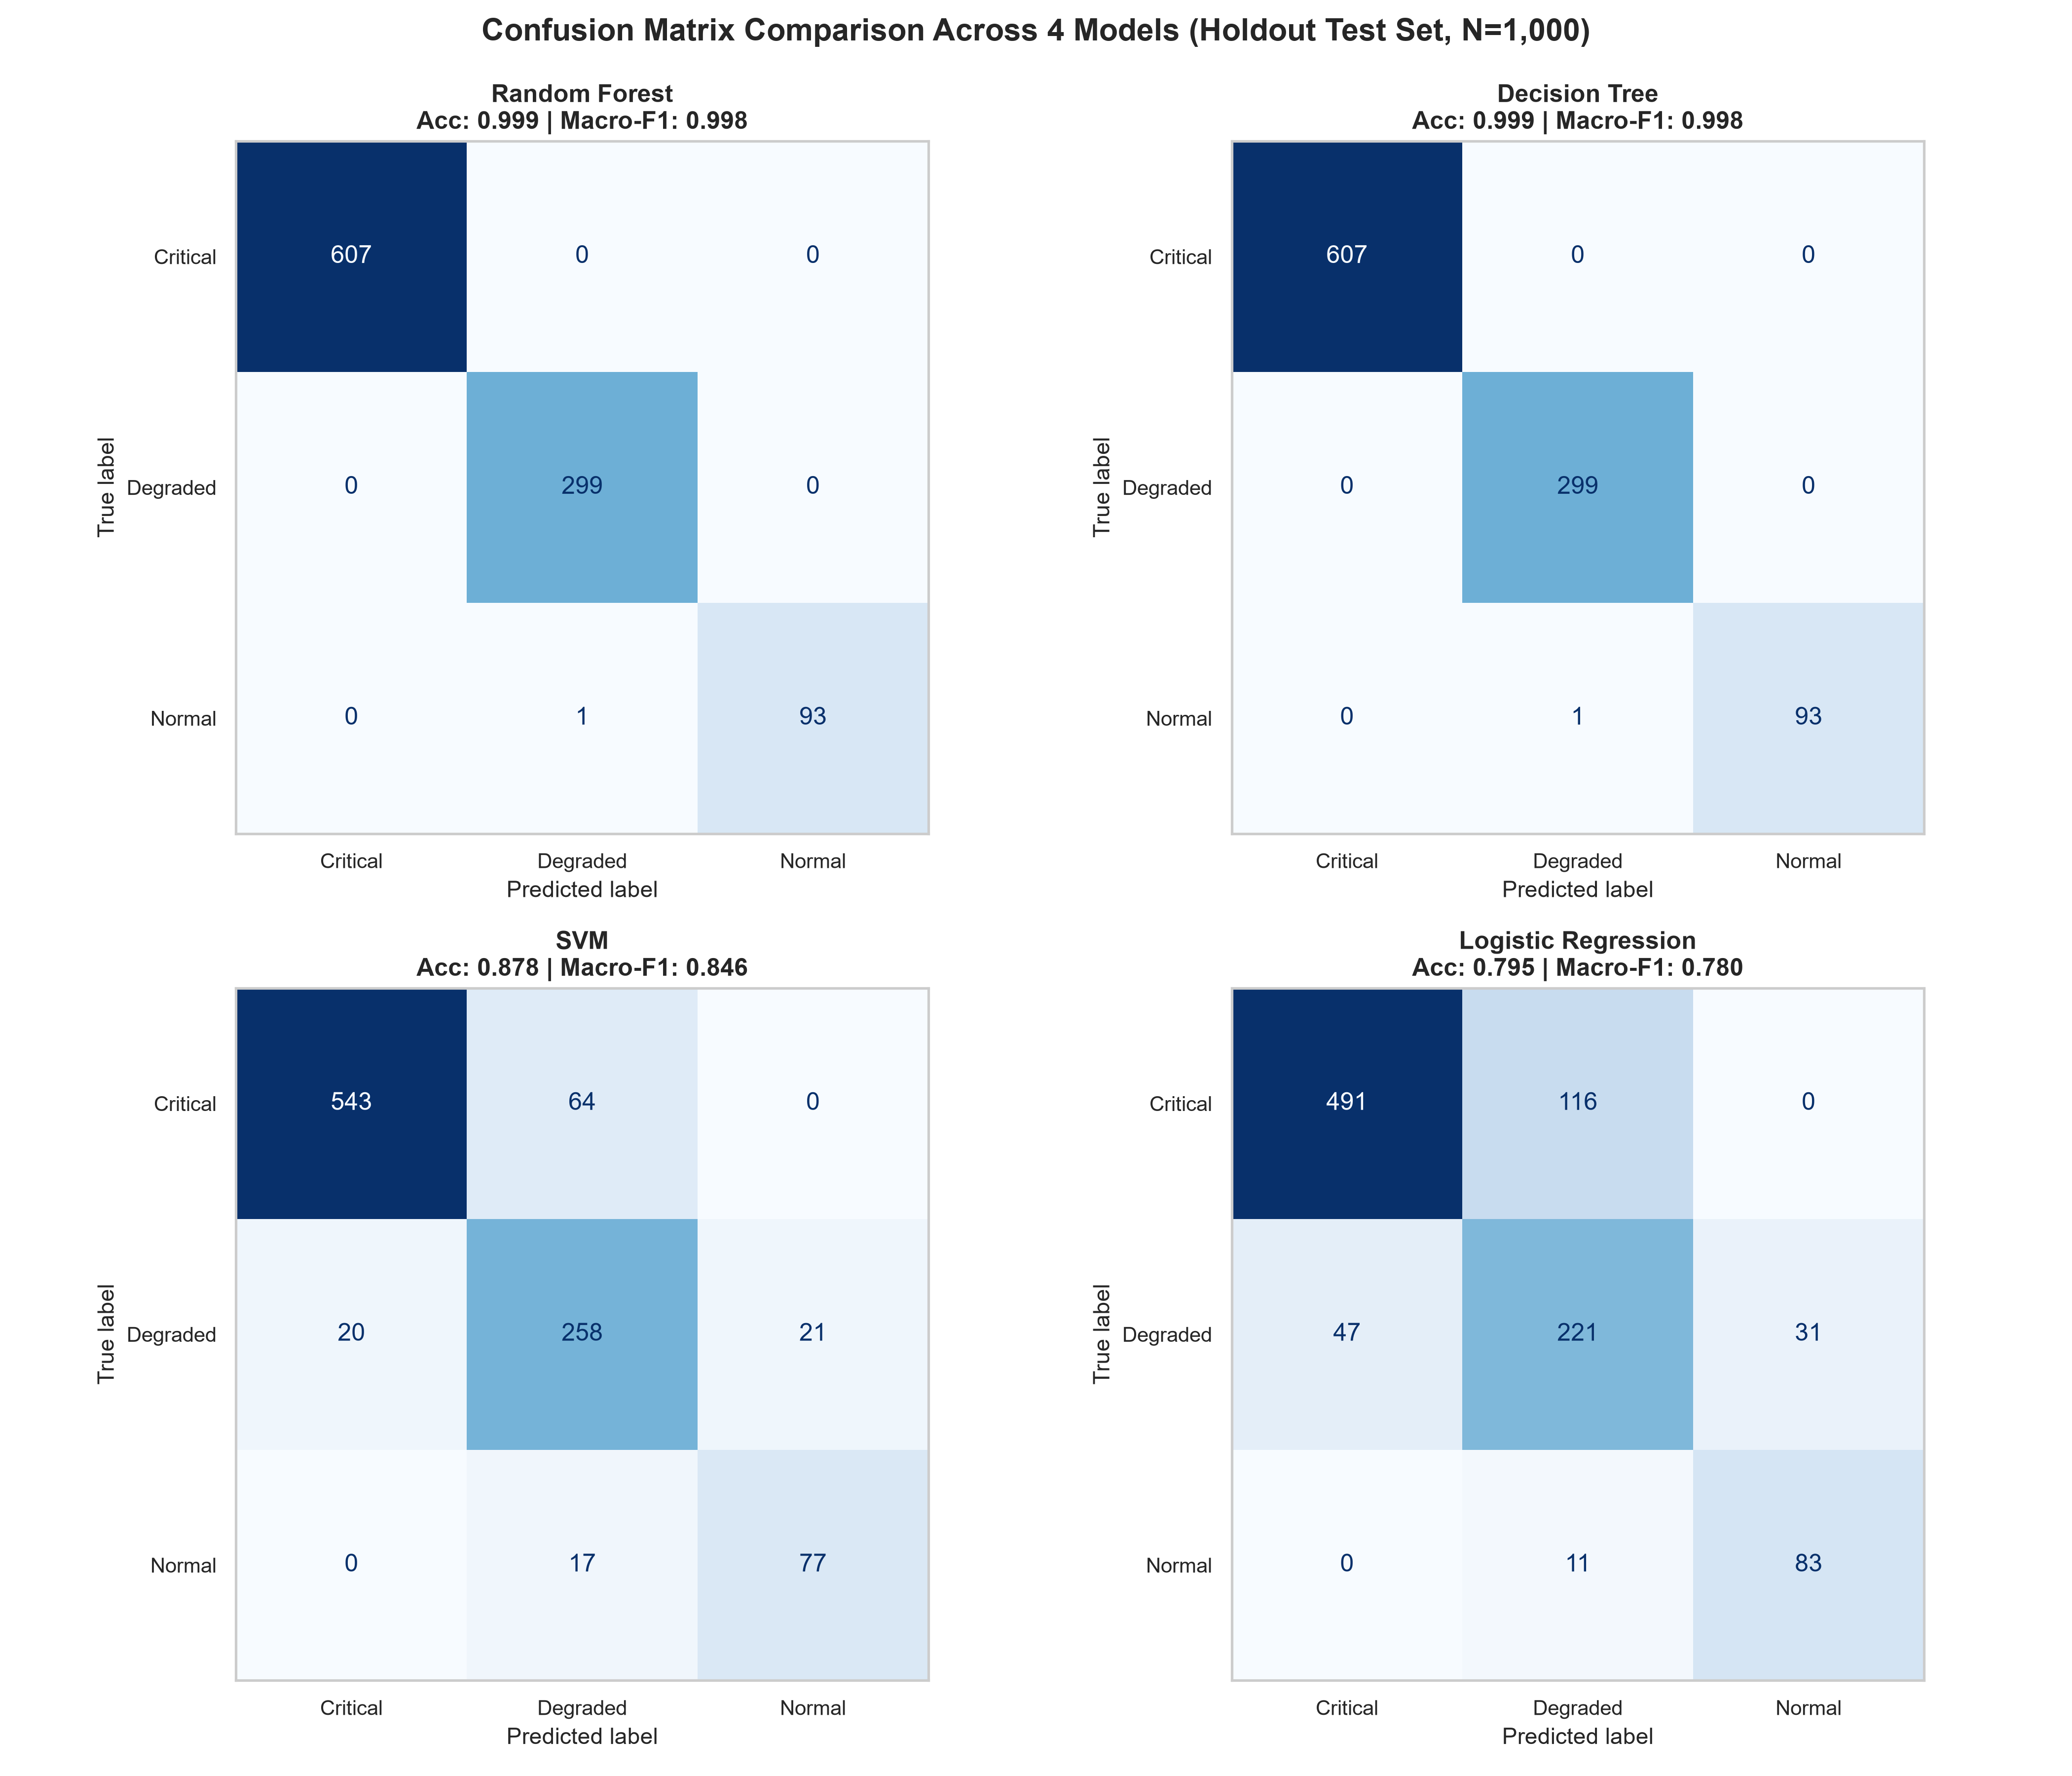 Confusion Matrix Comparison Across 4 Models (Holdout Test Set, N=1,000)
Random Forest
Acc: 0.999 | Macro-F1: 0.998
Critical
607 0 0
True label
Degraded
0 299 0
Normal
0 1 93
Critical Degraded Normal
Predicted label
Decision Tree
Acc: 0.999 | Macro-F1: 0.998
Critical
607 0 0
True label
Degraded
0 299 0
Normal
0 1 93
Critical Degraded Normal
Predicted label
SVM
Acc: 0.878 | Macro-F1: 0.846
Critical
543 64 0
True label
Degraded
20 258 21
Normal
0 17 77
Critical Degraded Normal
Predicted label
Logistic Regression
Acc: 0.795 | Macro-F1: 0.780
Critical
491 116 0
True label
Degraded
47 221 31
Normal
0 11 83
Critical Degraded Normal
Predicted label